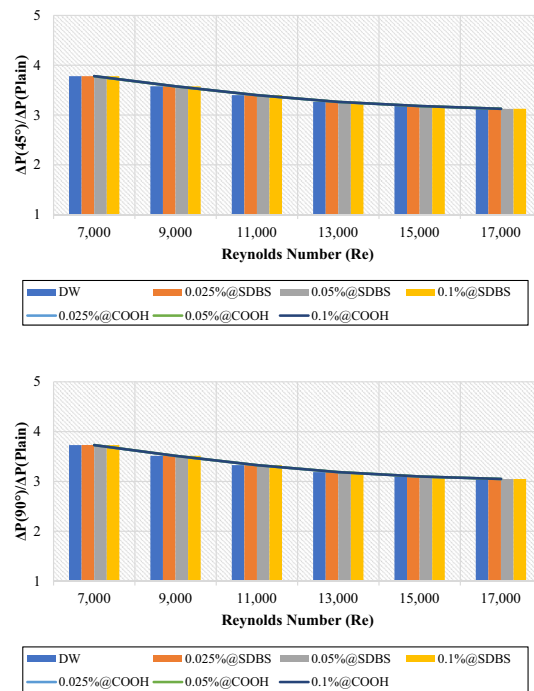 5
4
3
2
1
ΔP(45°)/ΔP(Plain)
7,000 9,000 11,000 13,000 15,000 17,000
Reynolds Number (Re)
DW 0.025%@SDBS 0.05%@SDBS 0.1%@SDBS
0.025%@COOH 0.05%@COOH 0.1%@COOH
5
4
3
2
1
ΔP(90°)/ΔP(Plain)
7,000 9,000 11,000 13,000 15,000 17,000
Reynolds Number (Re)
DW 0.025%@SDBS 0.05%@SDBS 0.1%@SDBS
0.025%@COOH 0.05%@COOH 0.1%@COOH